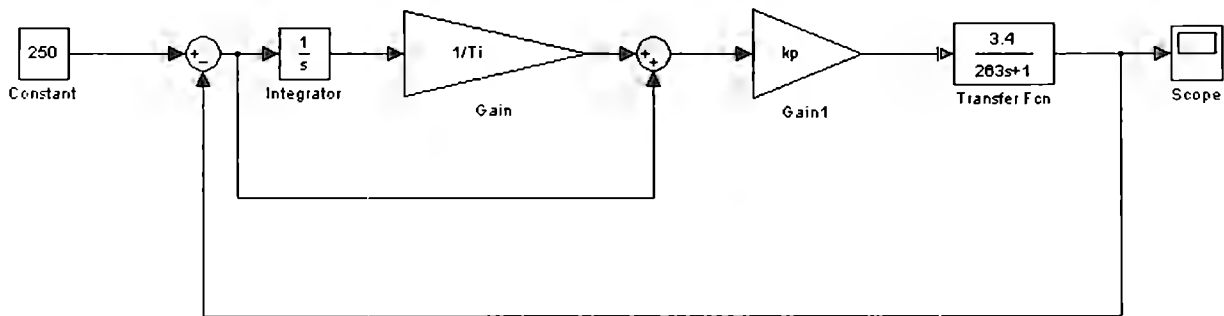 250
Constant
+
−
1
s
Integrator
1/Ti
Gain
+
+
kp
Gain1
3.4
263s+1
Transfer Fcn
Scope